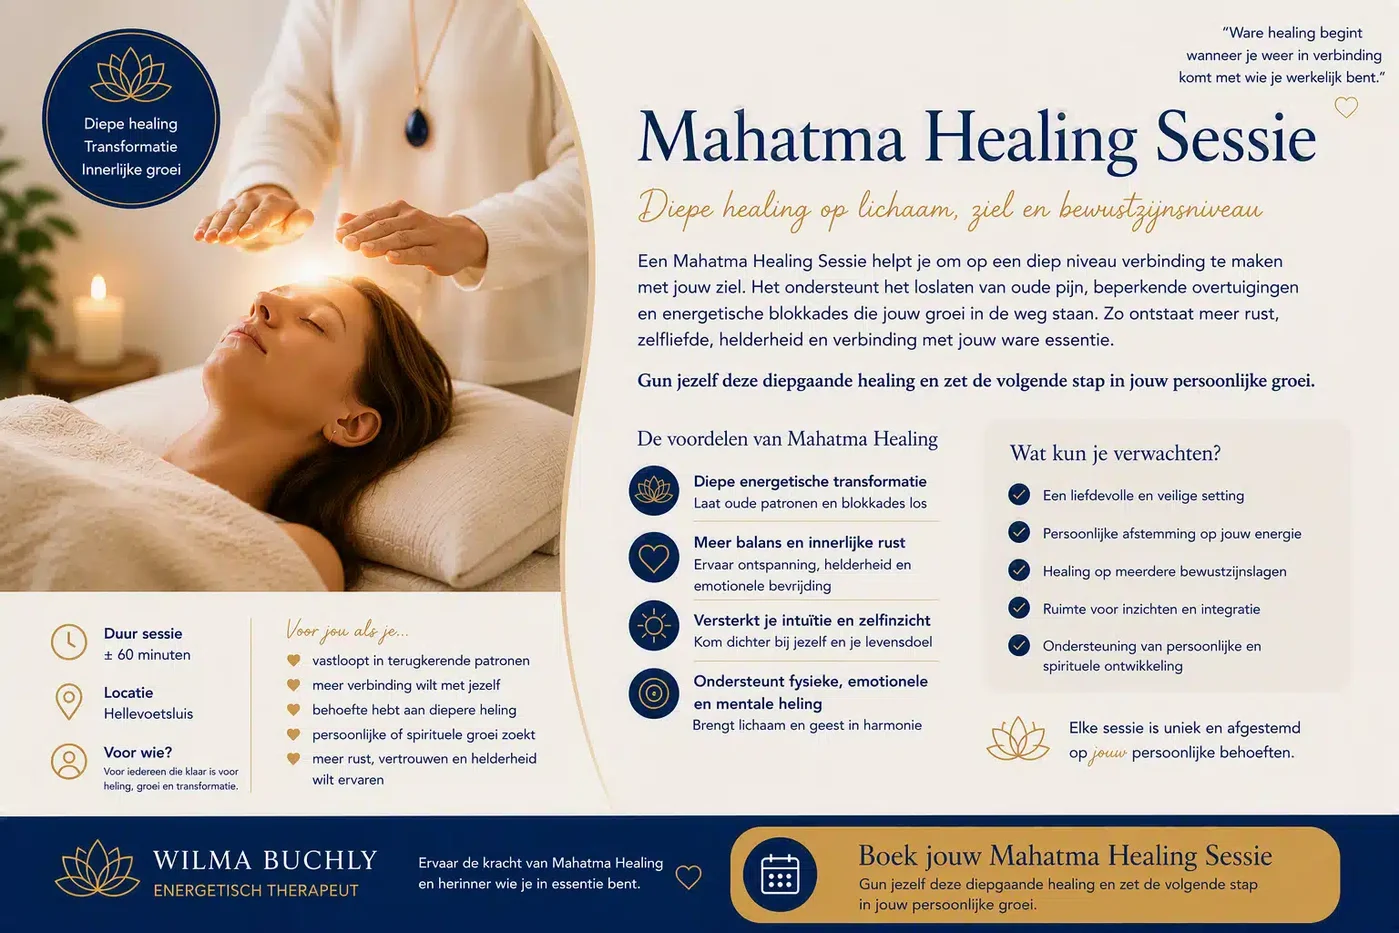 Diepe healing
Transformatie
Innerlijke groei
“Ware healing begint
wanneer je weer in verbinding
komt met wie je werkelijk bent.”
Mahatma Healing Sessie
Diepe healing op lichaam, ziel en bewustzijnsniveau
Een Mahatma Healing Sessie helpt je om op een diep niveau verbinding te maken
met jouw ziel. Het ondersteunt het loslaten van oude pijn, beperkende overtuigingen
en energetische blokkades die jouw groei in de weg staan. Zo ontstaat meer rust,
zelfliefde, helderheid en verbinding met jouw ware essentie.
Gun jezelf deze diepgaande healing en zet de volgende stap in jouw persoonlijke groei.
De voordelen van Mahatma Healing
Diepe energetische transformatie
Laat oude patronen en blokkades los
Meer balans en innerlijke rust
Ervaar ontspanning, helderheid en
emotionele bevrijding
Versterkt je intuïtie en zelfinzicht
Kom dichter bij jezelf en je levensdoel
Ondersteunt fysieke, emotionele
en mentale heling
Brengt lichaam en geest in harmonie
Wat kun je verwachten?
Een liefdevolle en veilige setting
Persoonlijke afstemming op jouw energie
Healing op meerdere bewustzijnslagen
Ruimte voor inzichten en integratie
Ondersteuning van persoonlijke en
spirituele ontwikkeling
Elke sessie is uniek en afgestemd
op jouw persoonlijke behoeften.
Duur sessie
± 60 minuten
Locatie
Hellevoetsluis
Voor wie?
Voor iedereen die klaar is voor
heling, groei en transformatie.
Voor jou als je...
vastloopt in terugkerende patronen
meer verbinding wilt met jezelf
behoefte hebt aan diepere heling
persoonlijke of spirituele groei zoekt
meer rust, vertrouwen en helderheid
wilt ervaren
WILMA BUCHLY
ENERGETISCH THERAPEUT
Ervaar de kracht van Mahatma Healing
en herinner wie je in essentie bent.
Boek jouw Mahatma Healing Sessie
Gun jezelf deze diepgaande healing en zet de volgende stap
in jouw persoonlijke groei.